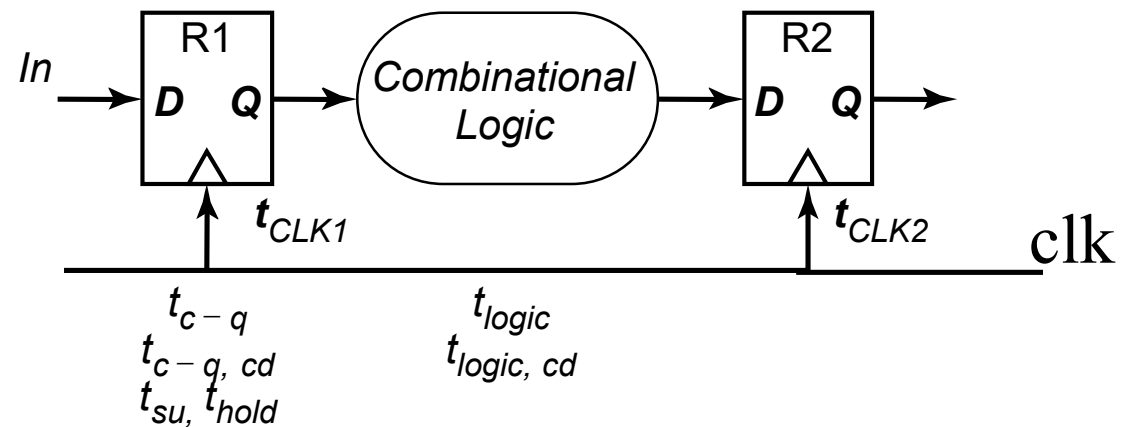 R1
R2
In
D Q
Combinational
Logic
D Q
tCLK1
tCLK2
clk
tc − q
tlogic
tc − q, cd
tlogic, cd
tsu, thold